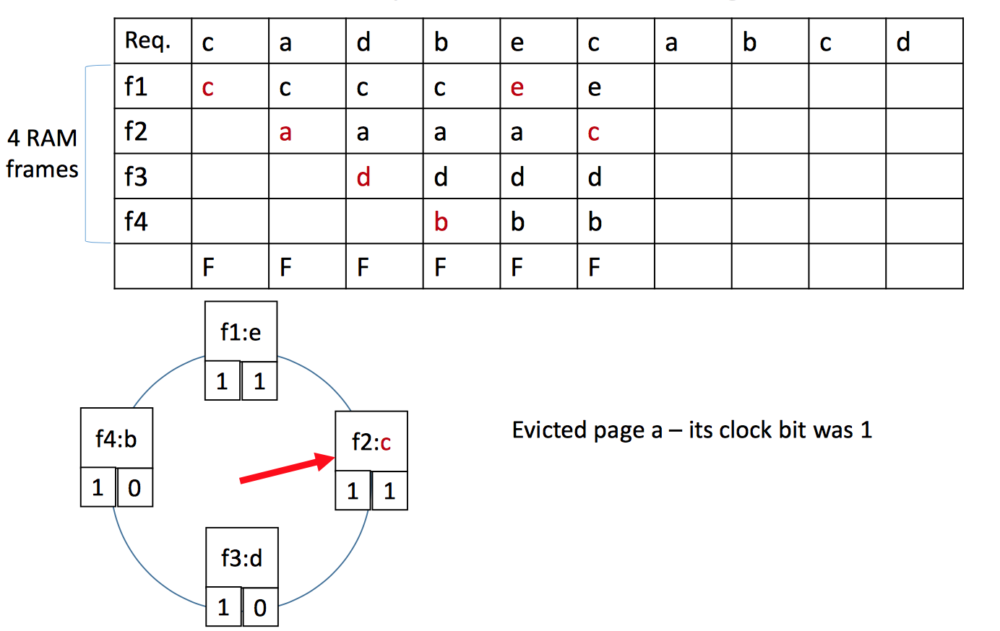 Req. c a d b e c a b c d
f1 c c c c e e
f2 a a a a c
f3 d d d d
f4 b b b
F F F F F F
4 RAM
frames
f1:e
1 1
f4:b
1 0
f2:c
1 1
Evicted page a – its clock bit was 1
f3:d
1 0